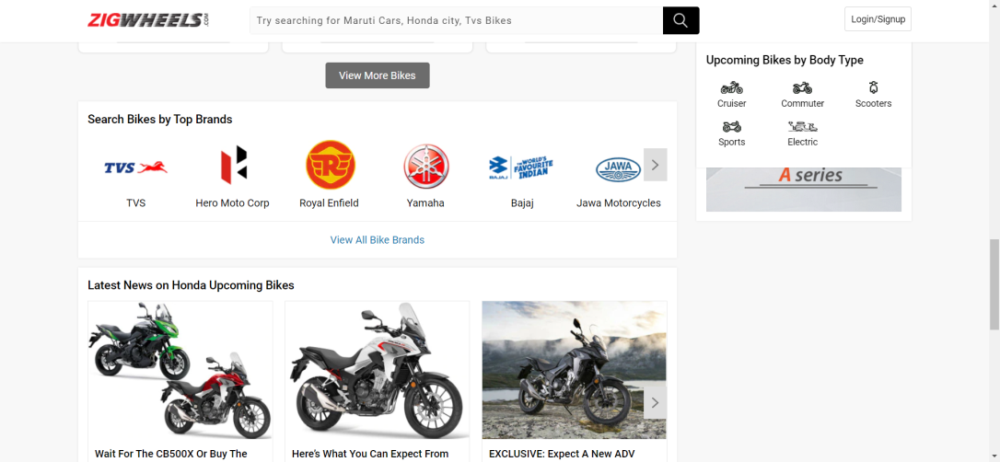 ZIGWHEELS.COM
Try searching for Maruti Cars, Honda city, Tvs Bikes
Login/Signup
View More Bikes
Search Bikes by Top Brands
TVS
BAJAJ
THE WORLD'S
FAVOURITE
INDIAN
JAWA
TVS
Hero Moto Corp
Royal Enfield
Yamaha
Bajaj
Jawa Motorcycles
View All Bike Brands
Latest News on Honda Upcoming Bikes
Wait For The CB500X Or Buy The
Here's What You Can Expect From
EXCLUSIVE: Expect A New ADV
Upcoming Bikes by Body Type
Cruiser
Commuter
Scooters
Sports
Electric
A series